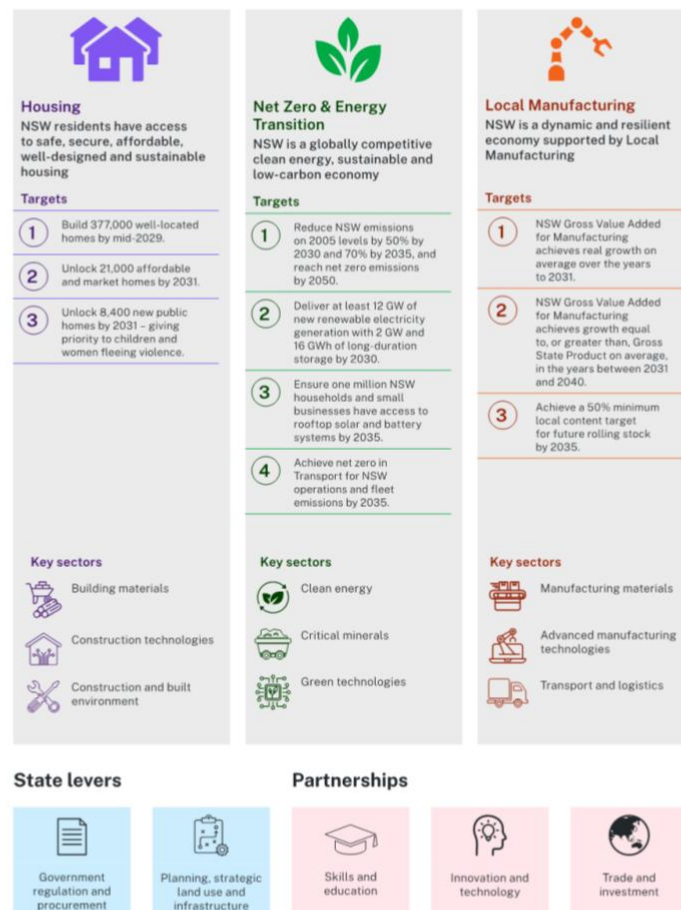 Housing
NSW residents have access
to safe, secure, affordable,
well-designed and sustainable
housing
Targets
1
Build 377,000 well-located
homes by mid-2029.
2
Unlock 21,000 affordable
and market homes by 2031.
3
Unlock 8,400 new public
homes by 2031 – giving
priority to children and
women fleeing violence.
Key sectors
Building materials
Construction technologies
Construction and built
environment
Net Zero & Energy
Transition
NSW is a globally competitive
clean energy, sustainable and
low-carbon economy
Targets
1
Reduce NSW emissions
on 2005 levels by 50% by
2030 and 70% by 2035, and
reach net zero emissions
by 2050.
2
Deliver at least 12 GW of
new renewable electricity
generation with 2 GW and
16 GWh of long-duration
storage by 2030.
3
Ensure one million NSW
households and small
businesses have access to
rooftop solar and battery
systems by 2035.
4
Achieve net zero in
Transport for NSW
operations and fleet
emissions by 2035.
Key sectors
Clean energy
Critical minerals
Green technologies
Local Manufacturing
NSW is a dynamic and resilient
economy supported by Local
Manufacturing
Targets
1
NSW Gross Value Added
for Manufacturing
achieves real growth on
average over the years
to 2031.
2
NSW Gross Value Added
for Manufacturing
achieves growth equal
to, or greater than, Gross
State Product on average,
in the years between 2031
and 2040.
3
Achieve a 50% minimum
local content target
for future rolling stock
by 2035.
Key sectors
Manufacturing materials
Advanced manufacturing
technologies
Transport and logistics
State levers
Government
regulation and
procurement
Planning, strategic
land use and
infrastructure
Partnerships
Skills and
education
Innovation and
technology
Trade and
investment